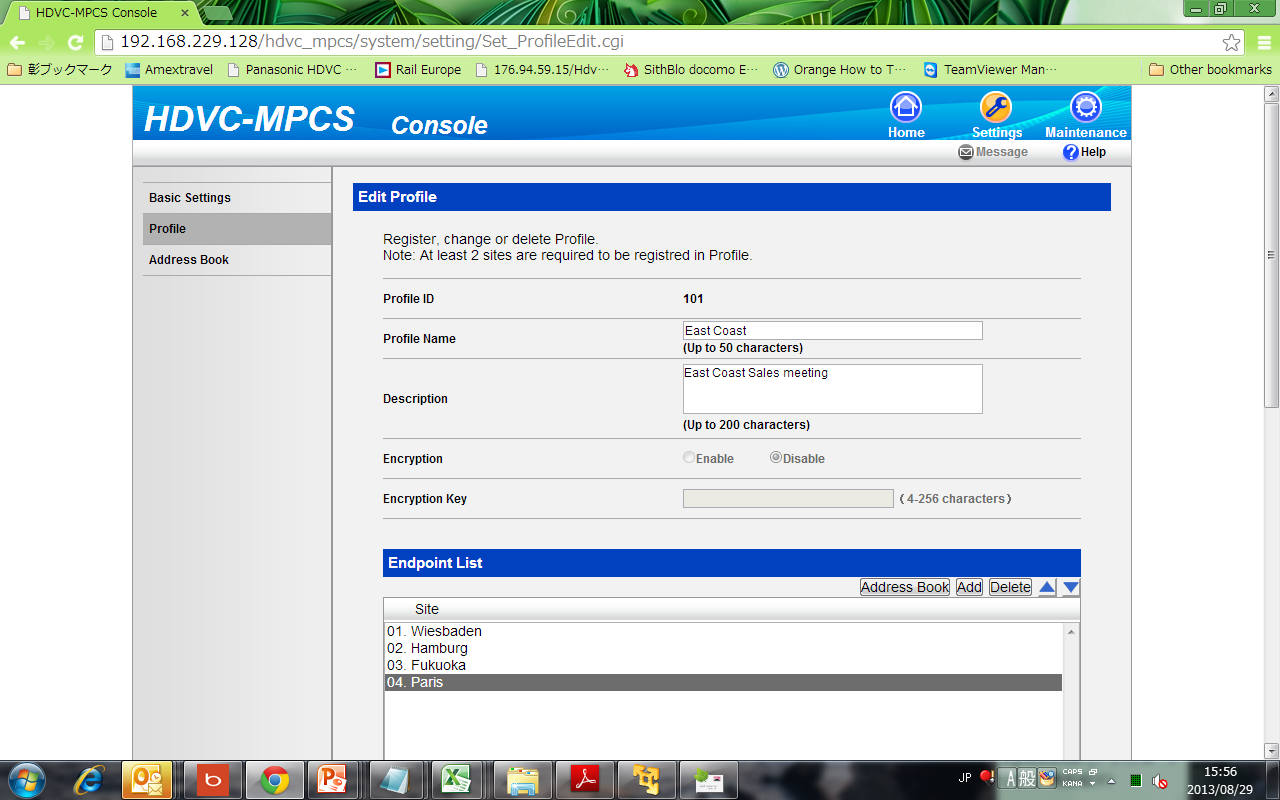 HDVC-MPCS Console
192.168.229.128/hdvc_mpcs/system/setting/Set_ProfileEdit.cgi
彰ブックマーク Amextravel Panasonic HDVC ... Rail Europe 176.94.59.15/Hdv... SithBlo docomo E... Orange How to T... TeamViewer Man... Other bookmarks
HDVC-MPCS Console
Home Settings Maintenance
Message Help
Basic Settings
Profile
Address Book
Edit Profile
Register, change or delete Profile.
Note: At least 2 sites are required to be registred in Profile.
Profile ID 101
Profile Name East Coast
(Up to 50 characters)
Description East Coast Sales meeting
(Up to 200 characters)
Encryption Enable Disable
Encryption Key (4-256 characters)
Endpoint List
Address Book Add Delete
Site
01. Wiesbaden
02. Hamburg
03. Fukuoka
04. Paris
JP A般 CAPS KANA 15:56
2013/08/29